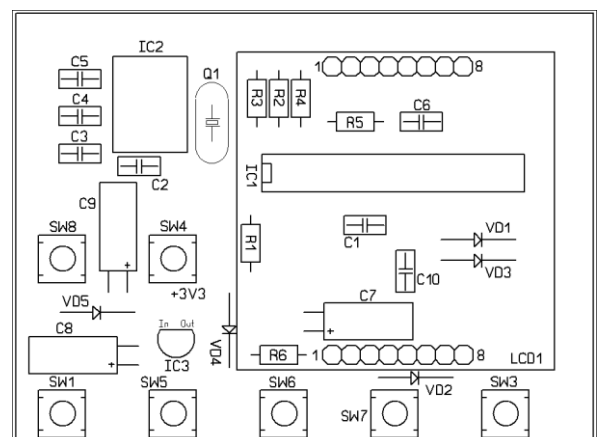 IC2
C5
Q1
1
8
C4
R3
R2
R4
C6
R5
C3
C2
IC1
C9
SW8
SW4
R1
C1
VD1
VD3
C10
+
+3V3
VD5
C7
In Out
+
C8
IC3
VD4
R6
1
8
LCD1
+
SW1
SW5
SW6
VD2
SW3
SW7